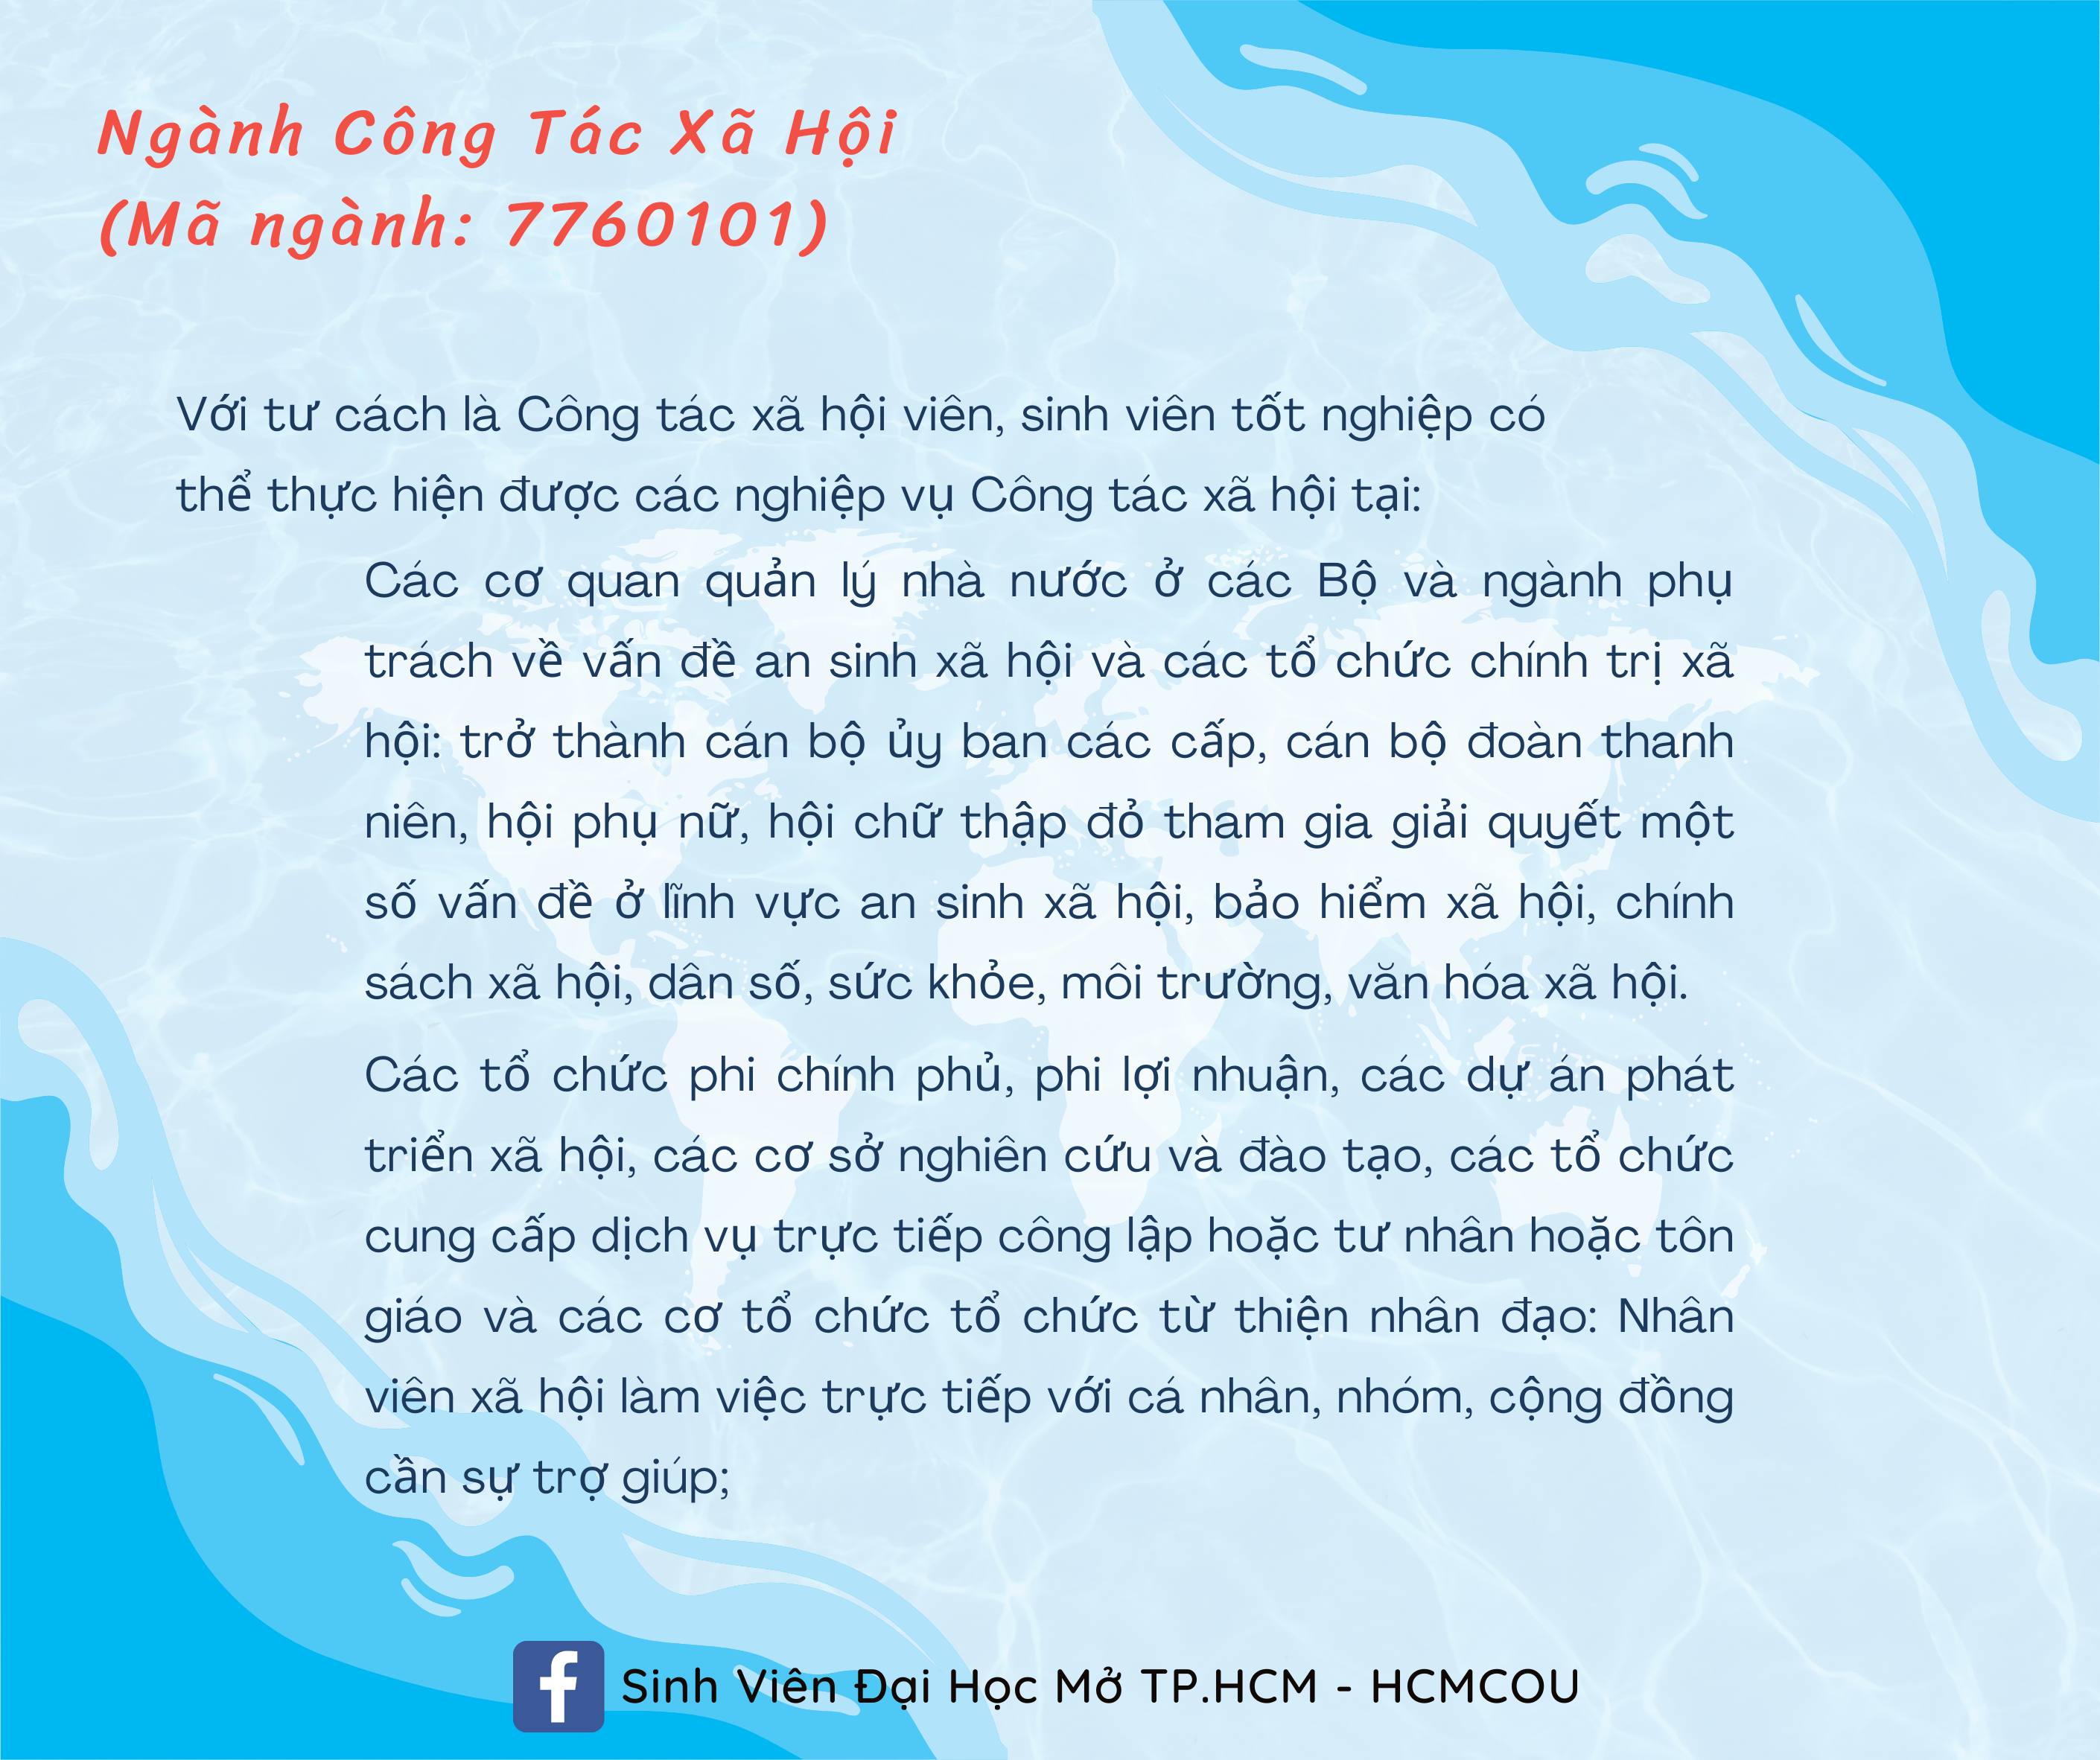 Ngành Công Tác Xã Hội
(Mã ngành: 7760101)
Với tư cách là Công tác xã hội viên, sinh viên tốt nghiệp có
thể thực hiện được các nghiệp vụ Công tác xã hội tại:
Các cơ quan quản lý nhà nước ở các Bộ và ngành phụ
trách về vấn đề an sinh xã hội và các tổ chức chính trị xã
hội: trở thành cán bộ ủy ban các cấp, cán bộ đoàn thanh
niên, hội phụ nữ, hội chữ thập đỏ tham gia giải quyết một
số vấn đề ở lĩnh vực an sinh xã hội, bảo hiểm xã hội, chính
sách xã hội, dân số, sức khỏe, môi trường, văn hóa xã hội.
Các tổ chức phi chính phủ, phi lợi nhuận, các dự án phát
triển xã hội, các cơ sở nghiên cứu và đào tạo, các tổ chức
cung cấp dịch vụ trực tiếp công lập hoặc tư nhân hoặc tôn
giáo và các cơ tổ chức tổ chức từ thiện nhân đạo: Nhân
viên xã hội làm việc trực tiếp với cá nhân, nhóm, cộng đồng
cần sự trợ giúp;
Sinh Viên Đại Học Mở TP.HCM - HCMCOU